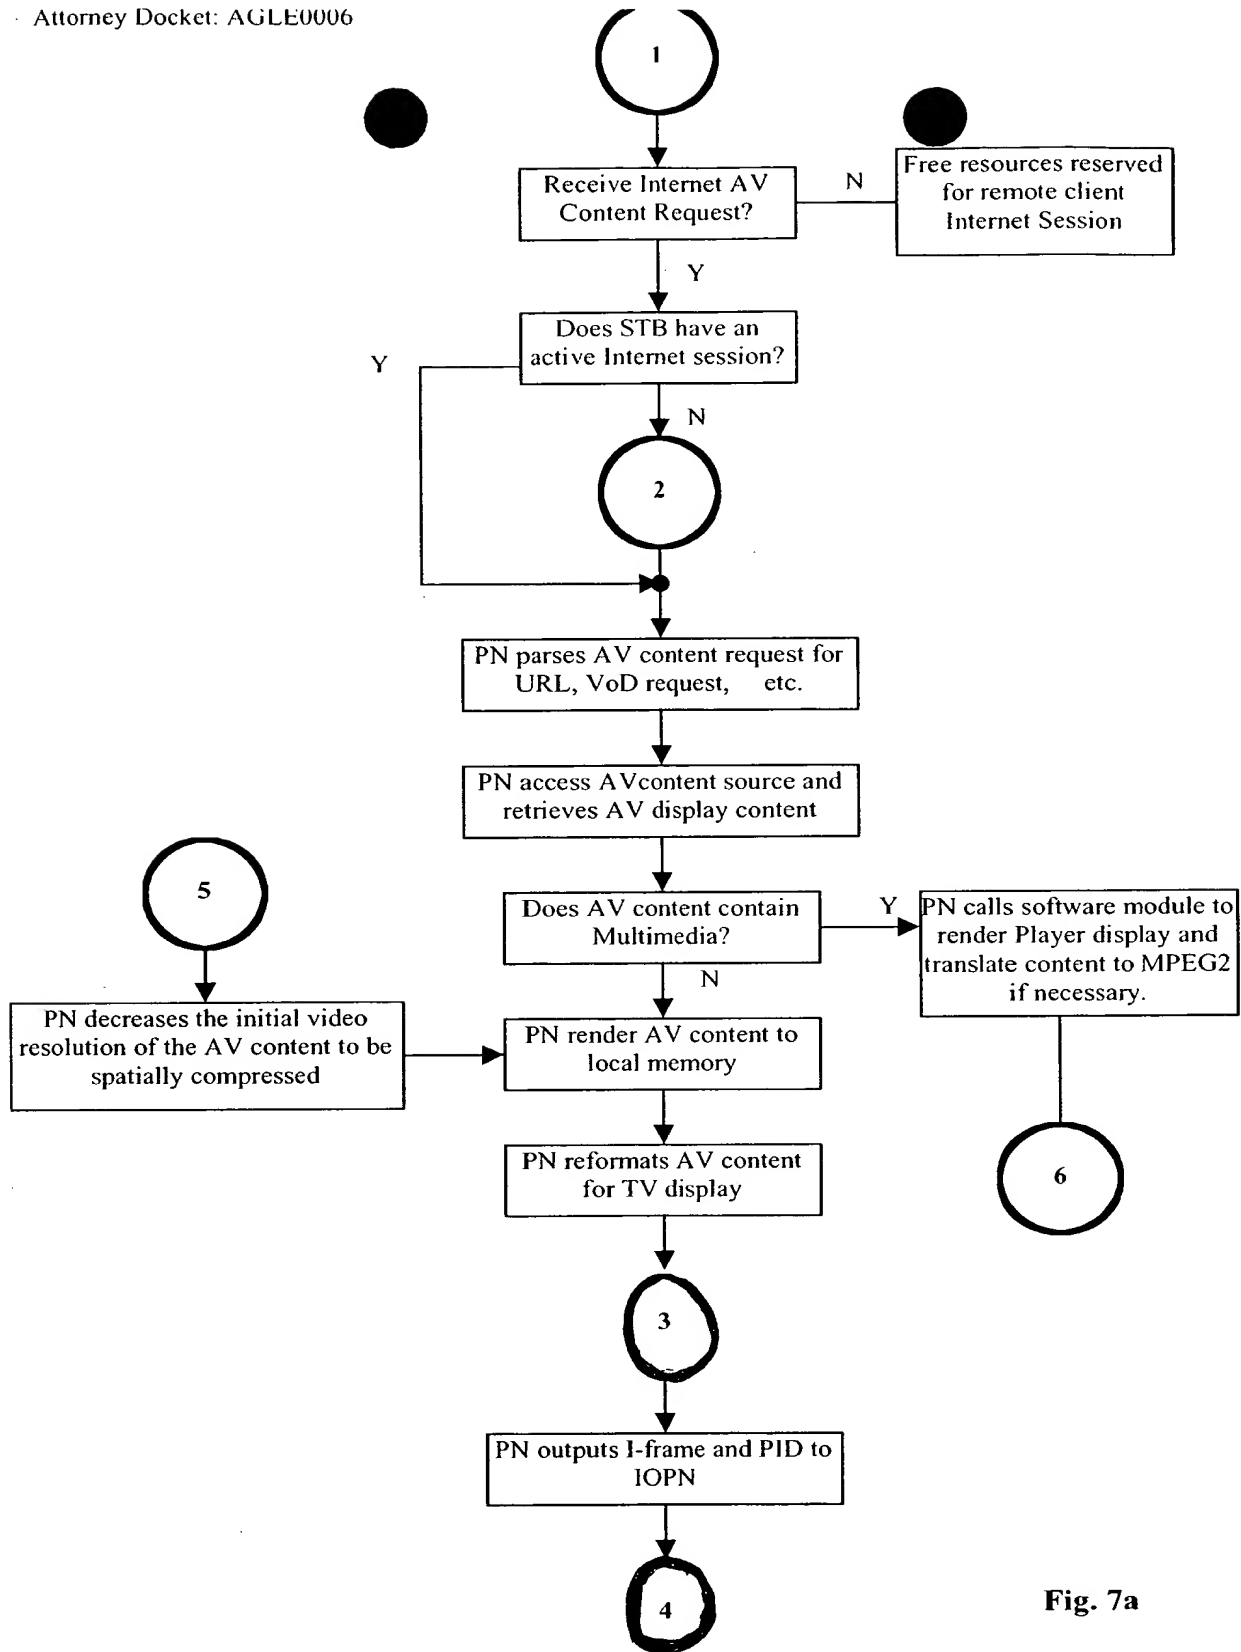 Attorney Docket: AGLE0006
1
Receive Internet AV
Content Request?
N
Free resources reserved
for remote client
Internet Session
Y
Does STB have an
active Internet session?
Y
N
2
PN parses AV content request for
URL, VoD request, etc.
PN access AVcontent source and
retrieves AV display content
5
Does AV content contain
Multimedia?
Y
PN calls software module to
render Player display and
translate content to MPEG2
if necessary.
N
PN decreases the initial video
resolution of the AV content to be
spatially compressed
PN render AV content to
local memory
PN reformats AV content
for TV display
6
3
PN outputs I-frame and PID to
IOPN
4
Fig. 7a